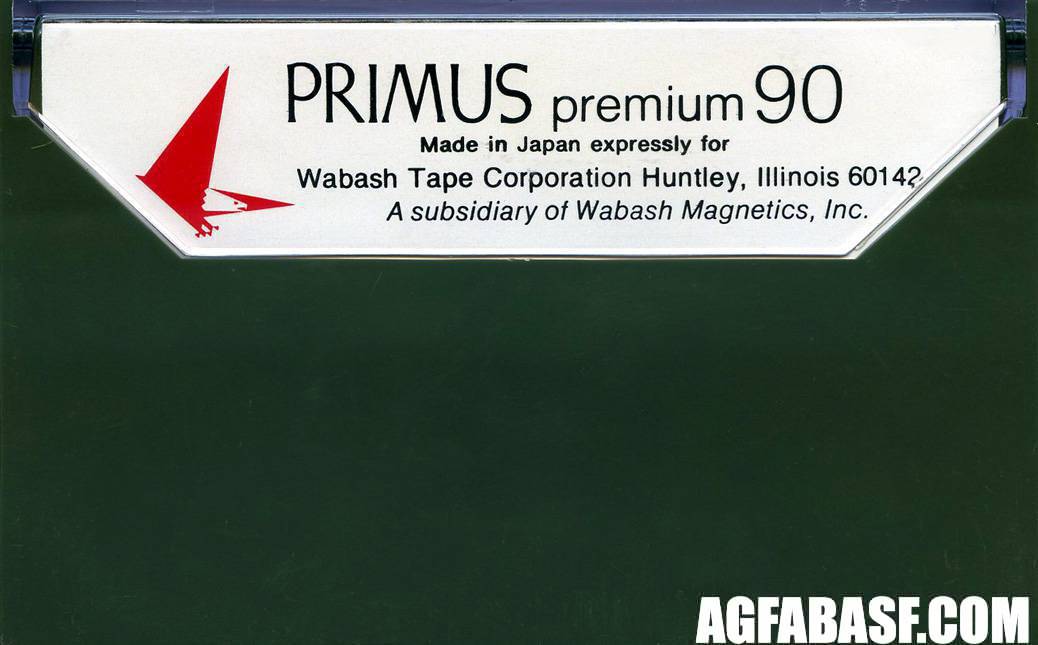 PRIMUS premium 90
Made in Japan expressly for
Wabash Tape Corporation Huntley, Illinois 60142
A subsidiary of Wabash Magnetics, Inc.
AGFABASF.COM